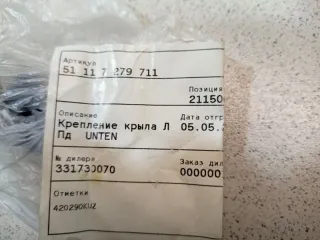 Артикул
51 11 7 279 711
Позиция
21150
Описание
Дата отгр
Крепление крыла Л 05.05.
Пд UNTEN
№ дилера
Заказ дил
331730070
000000
Отметки